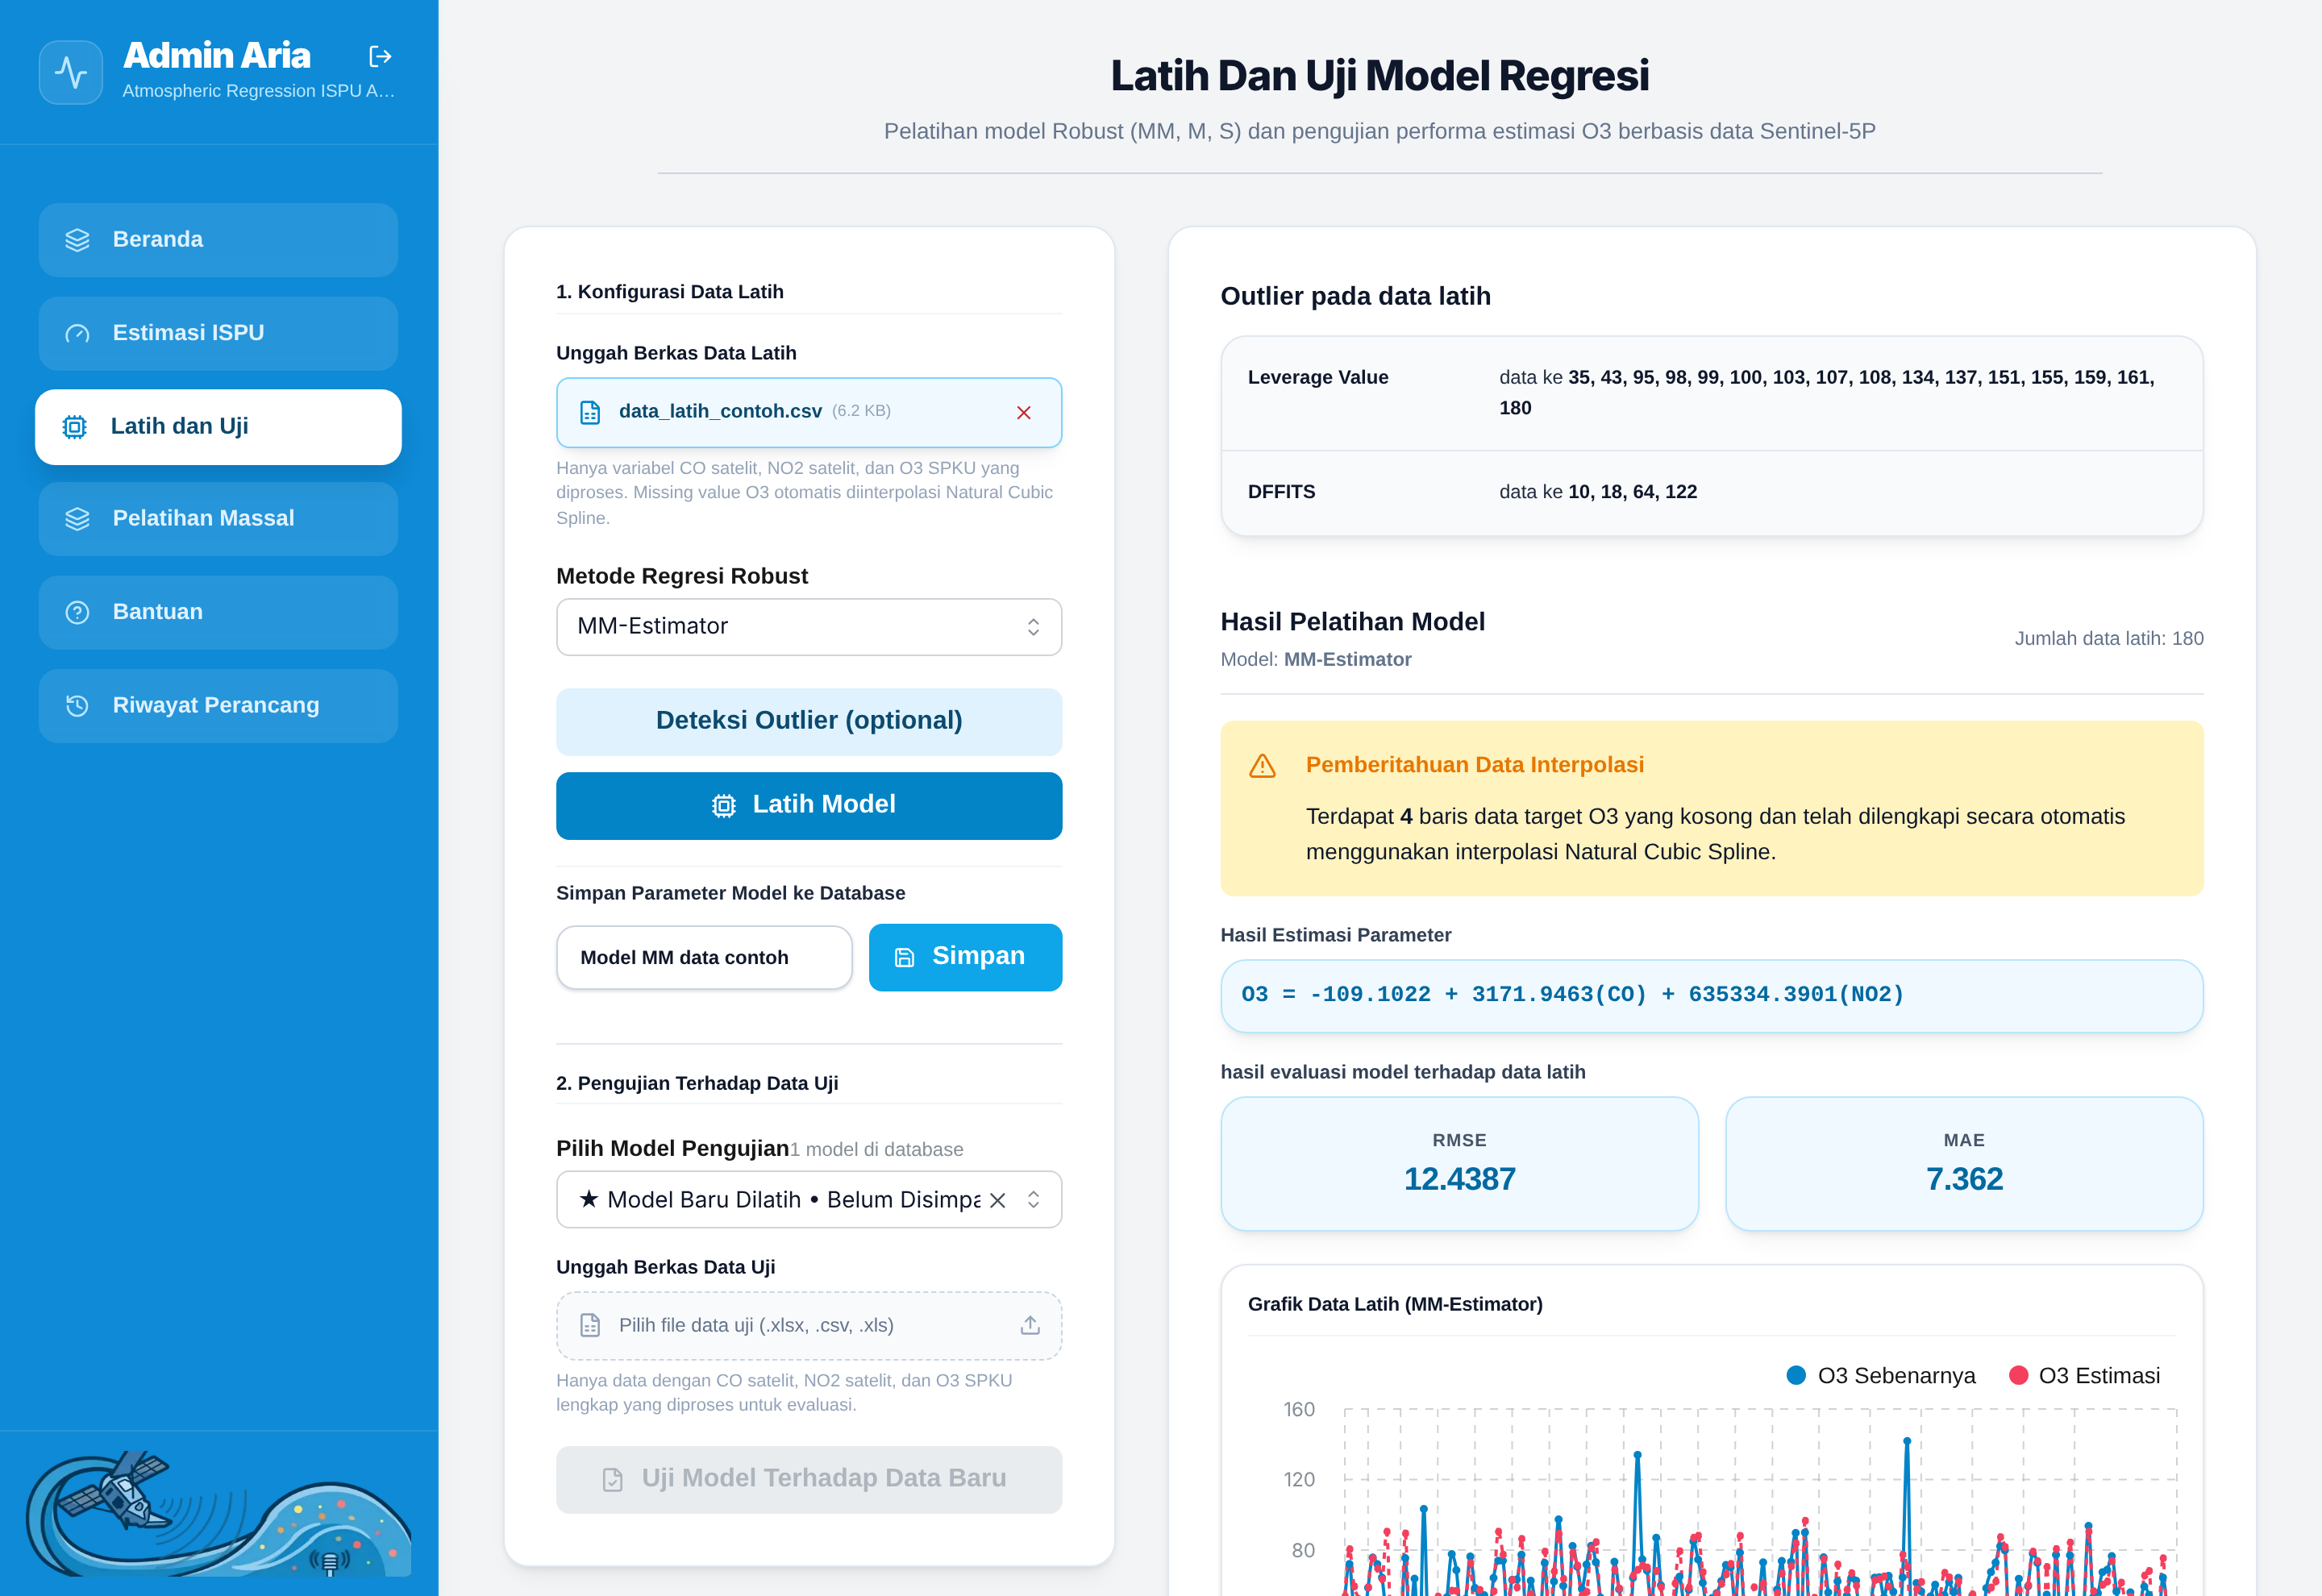 Admin Aria
Atmospheric Regression ISPU A...
Beranda
Estimasi ISPU
Latih dan Uji
Pelatihan Massal
Bantuan
Riwayat Perancang
Latih Dan Uji Model Regresi
Pelatihan model Robust (MM, M, S) dan pengujian performa estimasi O3 berbasis data Sentinel-5P
1. Konfigurasi Data Latih
Unggah Berkas Data Latih
data_latih_contoh.csv (6.2 KB)
Hanya variabel CO satelit, NO2 satelit, dan O3 SPKU yang
diproses. Missing value O3 otomatis diinterpolasi Natural Cubic
Spline.
Metode Regresi Robust
MM-Estimator
Deteksi Outlier (optional)
Latih Model
Simpan Parameter Model ke Database
Model MM data contoh
Simpan
2. Pengujian Terhadap Data Uji
Pilih Model Pengujian1 model di database
★ Model Baru Dilatih • Belum Disimpa
Unggah Berkas Data Uji
Pilih file data uji (.xlsx, .csv, .xls)
Hanya data dengan CO satelit, NO2 satelit, dan O3 SPKU
lengkap yang diproses untuk evaluasi.
Uji Model Terhadap Data Baru
Outlier pada data latih
Leverage Value
data ke 35, 43, 95, 98, 99, 100, 103, 107, 108, 134, 137, 151, 155, 159, 161,
180
DFFITS
data ke 10, 18, 64, 122
Hasil Pelatihan Model
Model: MM-Estimator
Jumlah data latih: 180
Pemberitahuan Data Interpolasi
Terdapat 4 baris data target O3 yang kosong dan telah dilengkapi secara otomatis
menggunakan interpolasi Natural Cubic Spline.
Hasil Estimasi Parameter
O3 = -109.1022 + 3171.9463(CO) + 635334.3901(NO2)
hasil evaluasi model terhadap data latih
RMSE
12.4387
MAE
7.362
Grafik Data Latih (MM-Estimator)
O3 Sebenarnya
O3 Estimasi
160
120
80